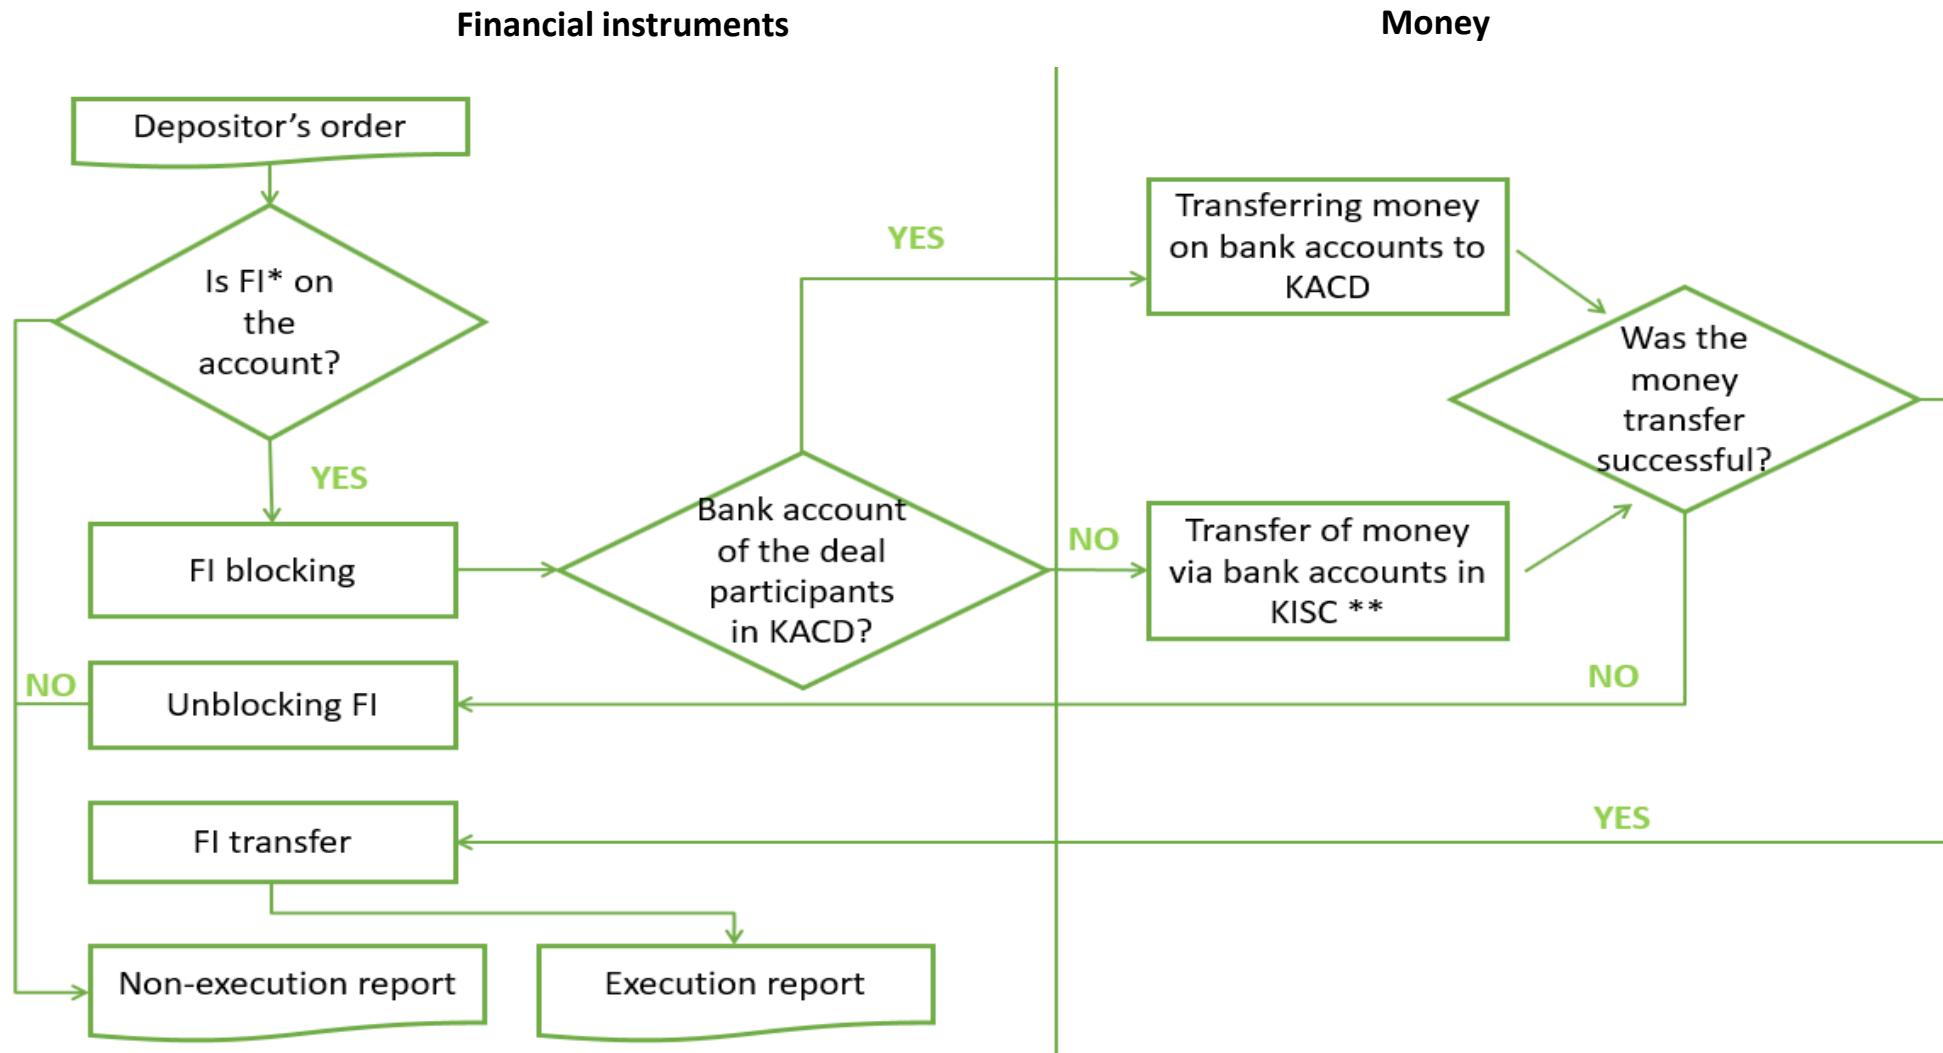 Financial instruments
Money
Depositor's order
Is FI* on
the
account?
YES
FI blocking
Bank account
of the deal
participants
in KACD?
YES
Transferring money
on bank accounts to
KACD
NO
Transfer of money
via bank accounts in
KISC **
Was the
money
transfer
successful?
NO
NO
Unblocking FI
YES
FI transfer
Non-execution report
Execution report